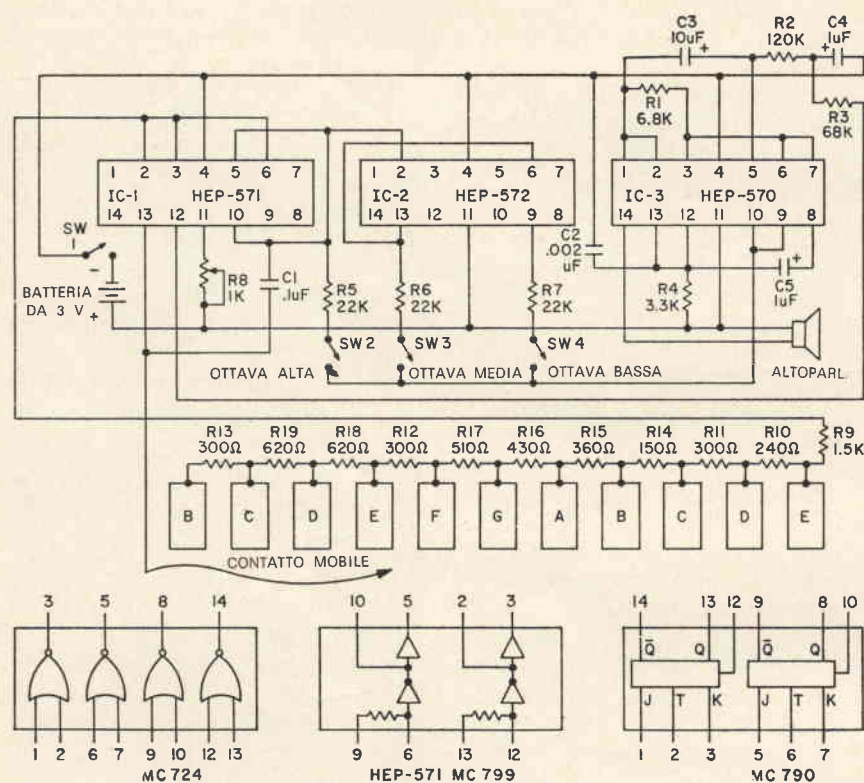 C3 R2 C4
10uF + 120K + 1uF
R1 R3
6.8K 68K
1 2 3 4 5 6 7
IC-1 HEP-571
14 13 12 11 10 9 8
1 2 3 4 5 6 7
IC-2 HEP-572
14 13 12 11 10 9 8
1 2 3 4 5 6 7
IC-3 HEP-570
14 13 12 11 10 9 8
SW
1
−
BATTERIA
DA 3 V +
R8
1K
C1
.1uF
R5
22K
R6
22K
R7
22K
C2
.002
uF
R4
3.3K
+
C5
1uF
SW2 SW3 SW4
OTTAVA ALTA OTTAVA MEDIA OTTAVA BASSA
ALTOPARL.
R13 R19 R18 R12 R17 R16 R15 R14 R11 R10 R9
300Ω 620Ω 620Ω 300Ω 510Ω 430Ω 360Ω 150Ω 300Ω 240Ω 1.5K
B C D E F G A B C D E
CONTATTO MOBILE
3 5 8 14
1 2 6 7 9 10 12 13
MC 724
10 5 2 3
9 6 13 12
HEP-571 MC 799
14 13 12 9 8 10
Q̅ Q Q̅ Q
J T K J T K
1 2 3 5 6 7
MC 790